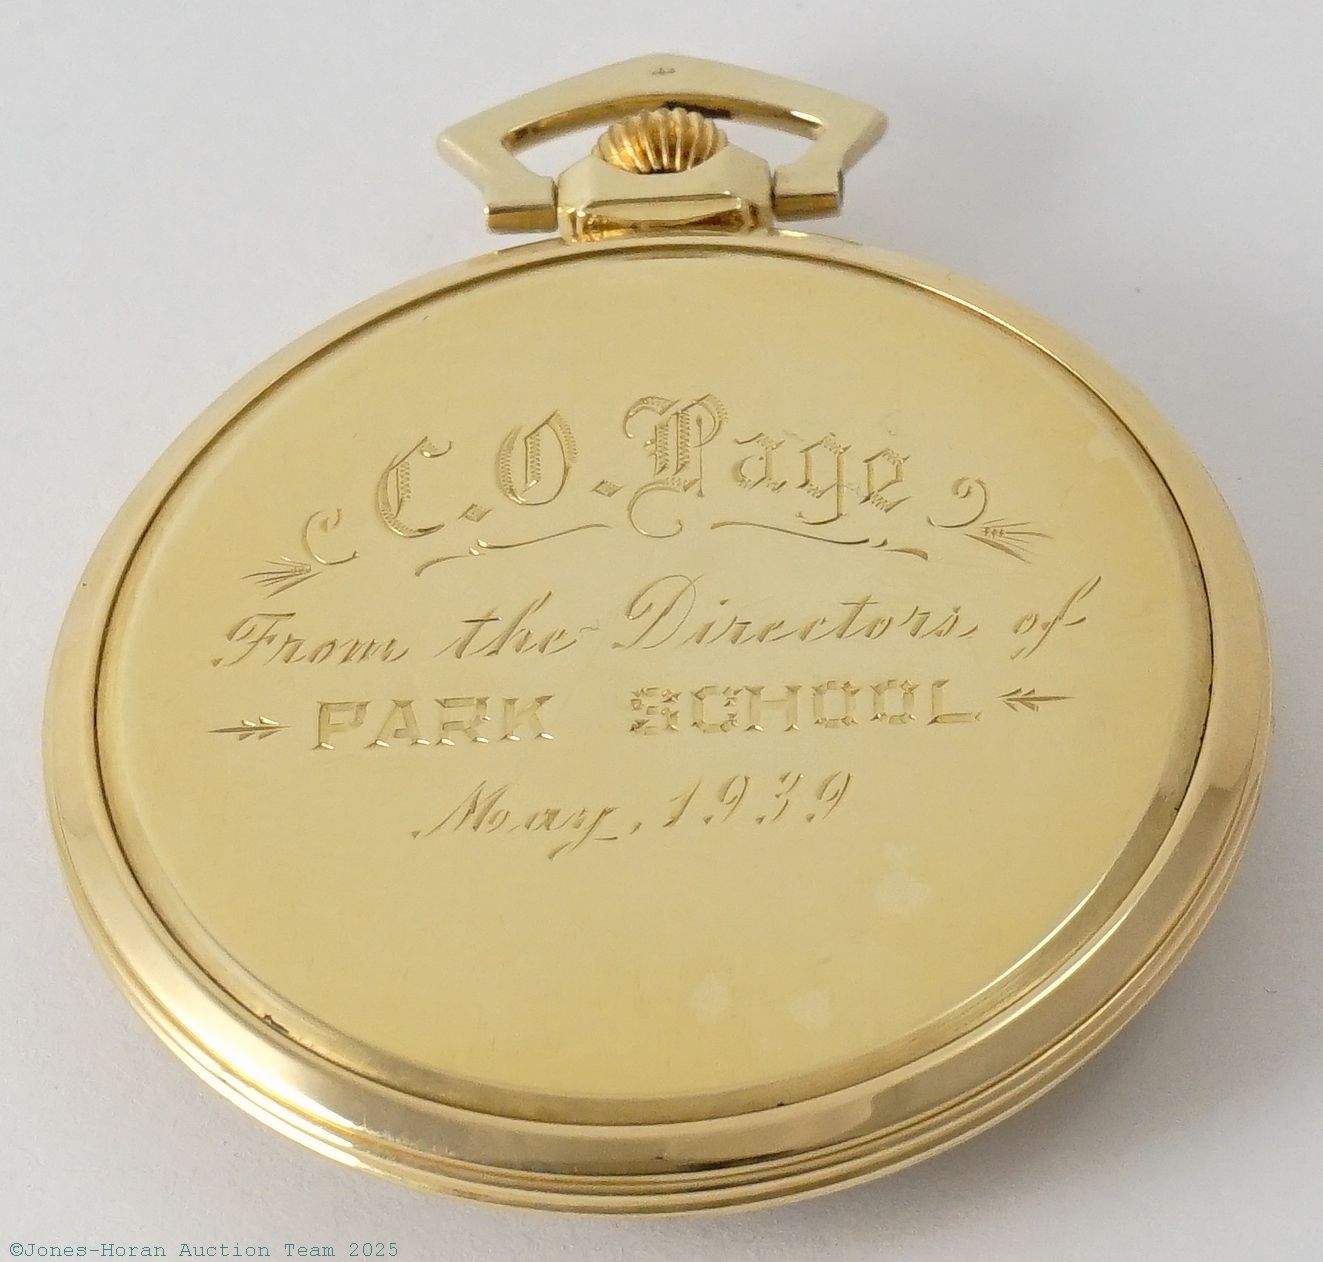 C.O. Page
From the Directors of
PARK SCHOOL
May, 1939
©Jones-Horan Auction Team 2025